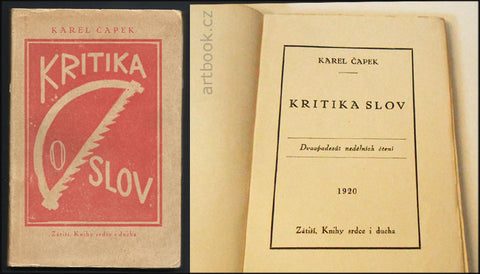 KAREL ČAPEK
KRITIKA
SLOV
Zátiší, Knihy srdce i ducha
artbook.cz
KAREL ČAPEK
KRITIKA SLOV
Dvaapadesát nedělních čtení
1920
Zátiší, Knihy srdce i ducha